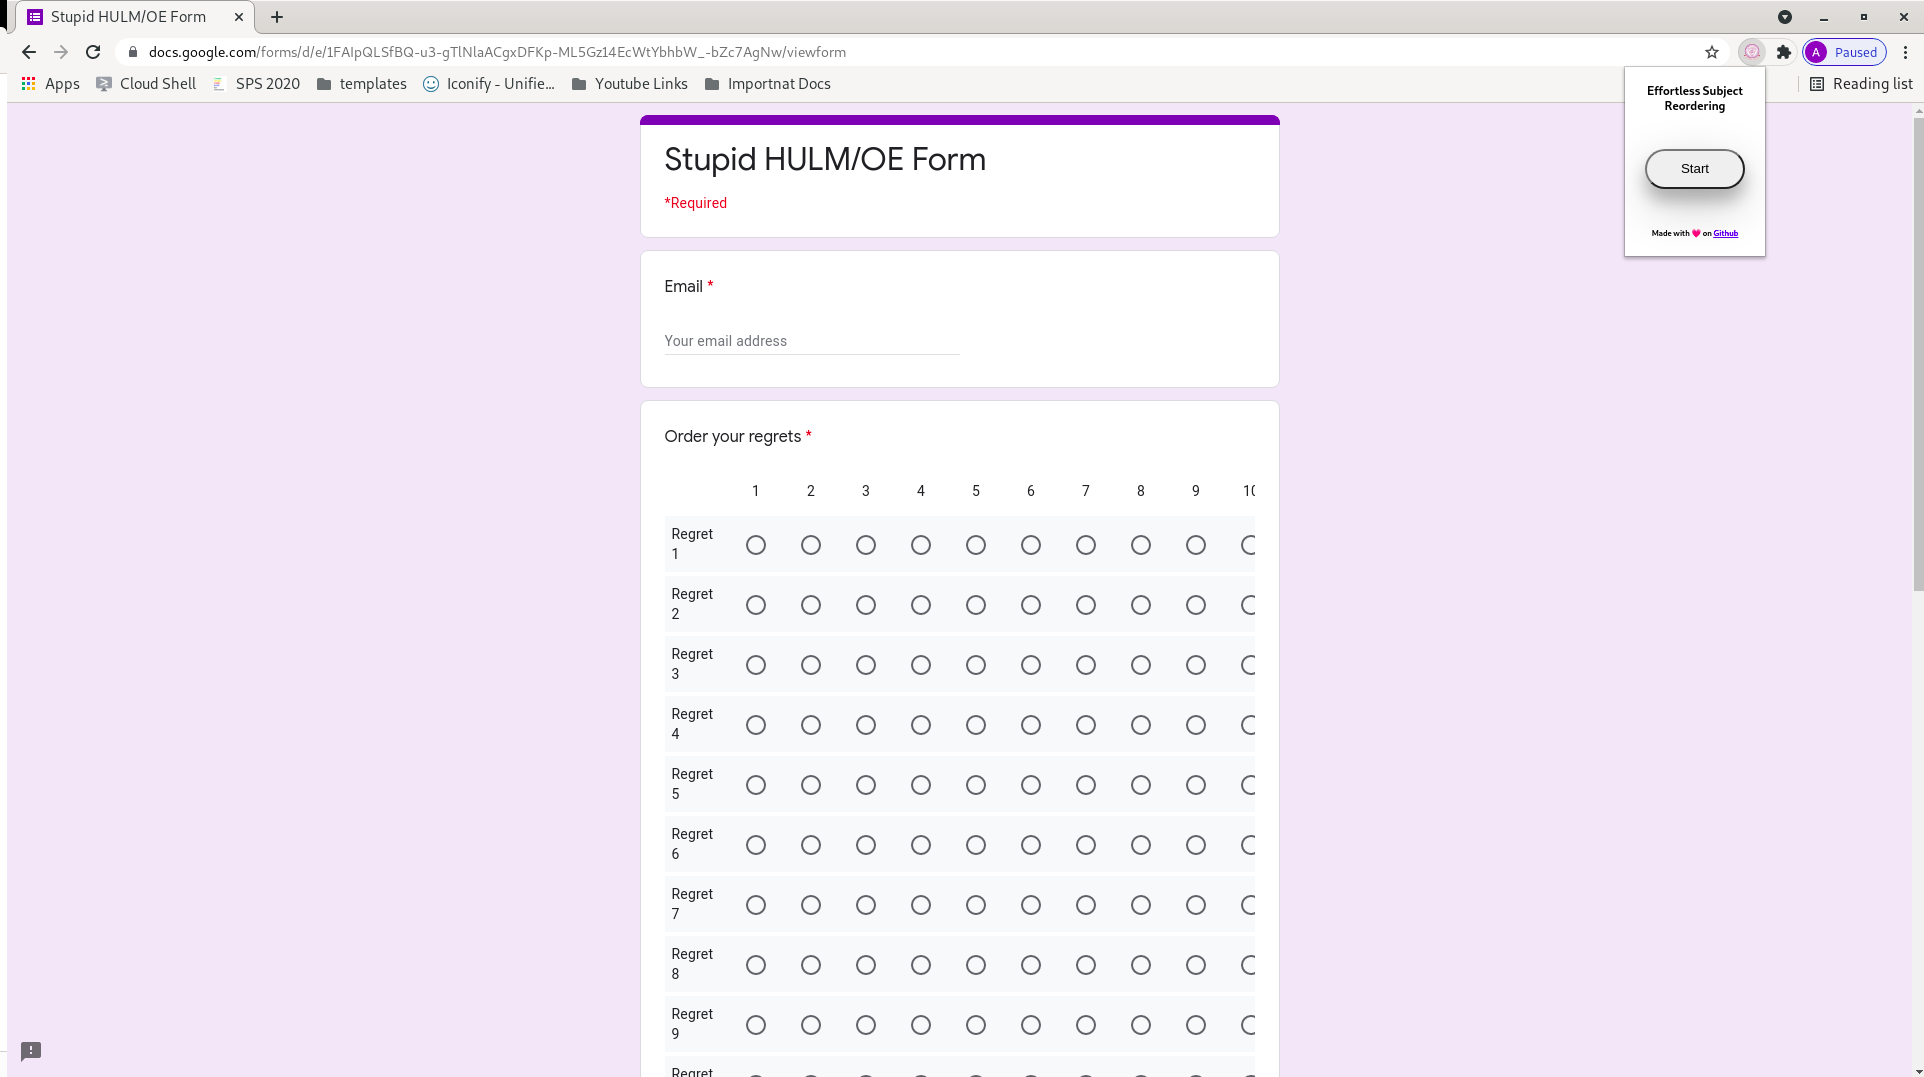 Stupid HULM/OE Form
docs.google.com/forms/d/e/1FAIpQLSfBQ-u3-gTlNlaACgxDFKp-ML5Gz14EcWtYbhbW_-bZc7AgNw/viewform
A Paused
Apps Cloud Shell SPS 2020 templates Iconify - Unifie... Youtube Links Importnat Docs Reading list
Effortless Subject
Reordering
Start
Made with on Github
Stupid HULM/OE Form
*Required
Email *
Your email address
Order your regrets *
1 2 3 4 5 6 7 8 9 10
Regret
1
Regret
2
Regret
3
Regret
4
Regret
5
Regret
6
Regret
7
Regret
8
Regret
9
Regret